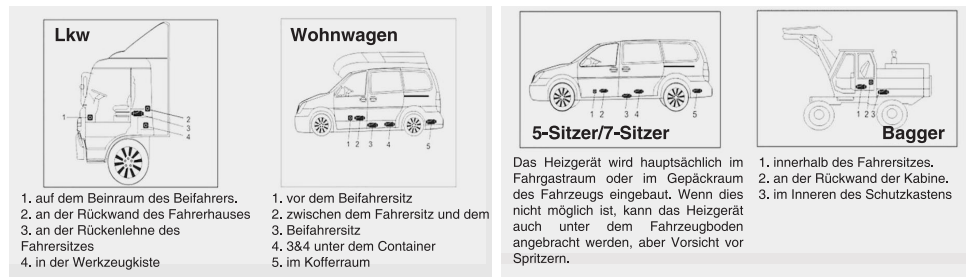 Lkw
1
2
3
4
1. auf dem Beinraum des Beifahrers.
2. an der Rückwand des Fahrerhauses
3. an der Rückenlehne des
Fahrersitzes
4. in der Werkzeugkiste
Wohnwagen
1 2 3 4 5
1. vor dem Beifahrersitz
2. zwischen dem Fahrersitz und dem
3. Beifahrersitz
4. 3&4 unter dem Container
5. im Kofferraum
1 2 3 4 5
5-Sitzer/7-Sitzer
Das Heizgerät wird hauptsächlich im
Fahrgastraum oder im Gepäckraum
des Fahrzeugs eingebaut. Wenn dies
nicht möglich ist, kann das Heizgerät
auch unter dem Fahrzeugboden
angebracht werden, aber Vorsicht vor
Spritzern.
1 2 3
Bagger
1. innerhalb des Fahrersitzes.
2. an der Rückwand der Kabine.
3. im Inneren des Schutzkastens